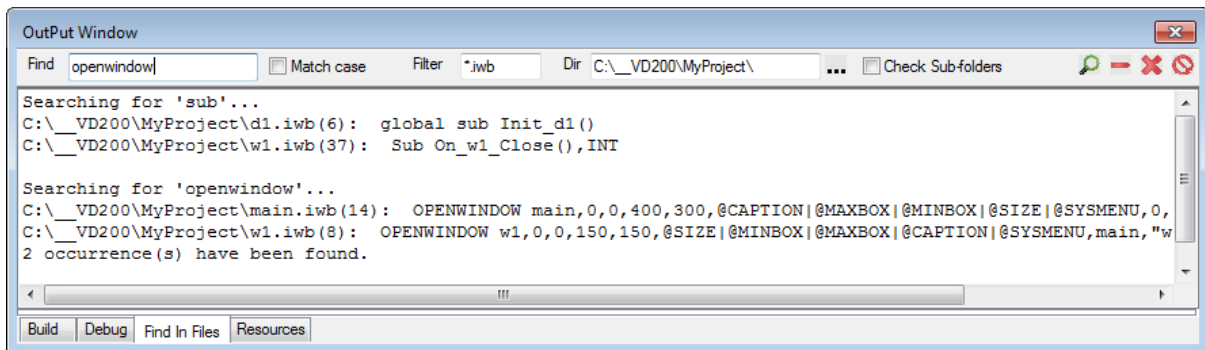 OutPut Window
Find openwindow Match case Filter *.iwb Dir C:\__VD200\MyProject\ ... Check Sub-folders
Searching for 'sub'...
C:\__VD200\MyProject\d1.iwb(6):  global sub Init_d1()
C:\__VD200\MyProject\w1.iwb(37):  Sub On_w1_Close(),INT
Searching for 'openwindow'...
C:\__VD200\MyProject\main.iwb(14):  OPENWINDOW main,0,0,400,300,@CAPTION|@MAXBOX|@MINBOX|@SIZE|@SYSMENU,0,
C:\__VD200\MyProject\w1.iwb(8):  OPENWINDOW w1,0,0,150,150,@SIZE|@MINBOX|@MAXBOX|@CAPTION|@SYSMENU,main,"w
2 occurrence(s) have been found.
Build Debug Find In Files Resources